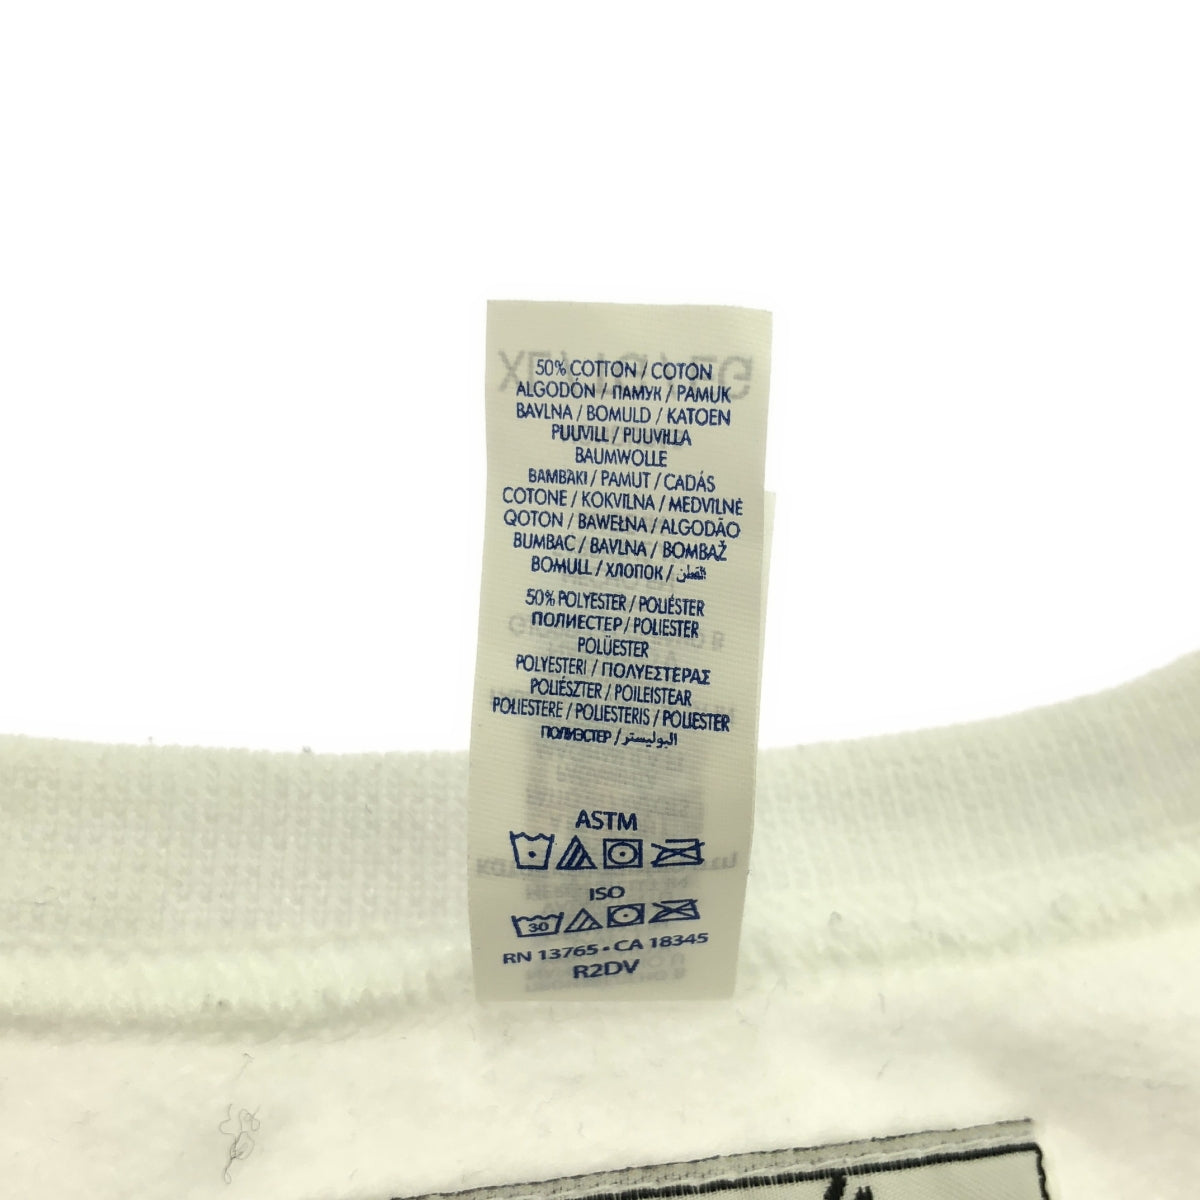 50% COTTON / COTON
ALGODÓN / ПАМУК / PAMUK
BAVLNA / BOMULD / KATOEN
PUUVILL / PUUVILLA
BAUMWOLLE
BAMBAKI / PAMUT / CADÁS
COTONE / KOKVILNA / MEDVILNĖ
QOTON / BAWEŁNA / ALGODÃO
BUMBAC / BAVLNA / BOMBAŽ
BOMULL / ХЛОПОК / القطن
50% POLYESTER / POLIÉSTER
ПОЛИЕСТЕР / POLIESTER
POLÜESTER
POLYESTERI / ΠΟΛΥΕΣΤΕΡΑΣ
POLIÉSZTER / POILEISTEAR
POLIESTERE / POLIESTERIS / POLIESTER
ПОЛИЭСТЕР / البوليستر
ASTM
ISO
30
RN 13765 • CA 18345
R2DV